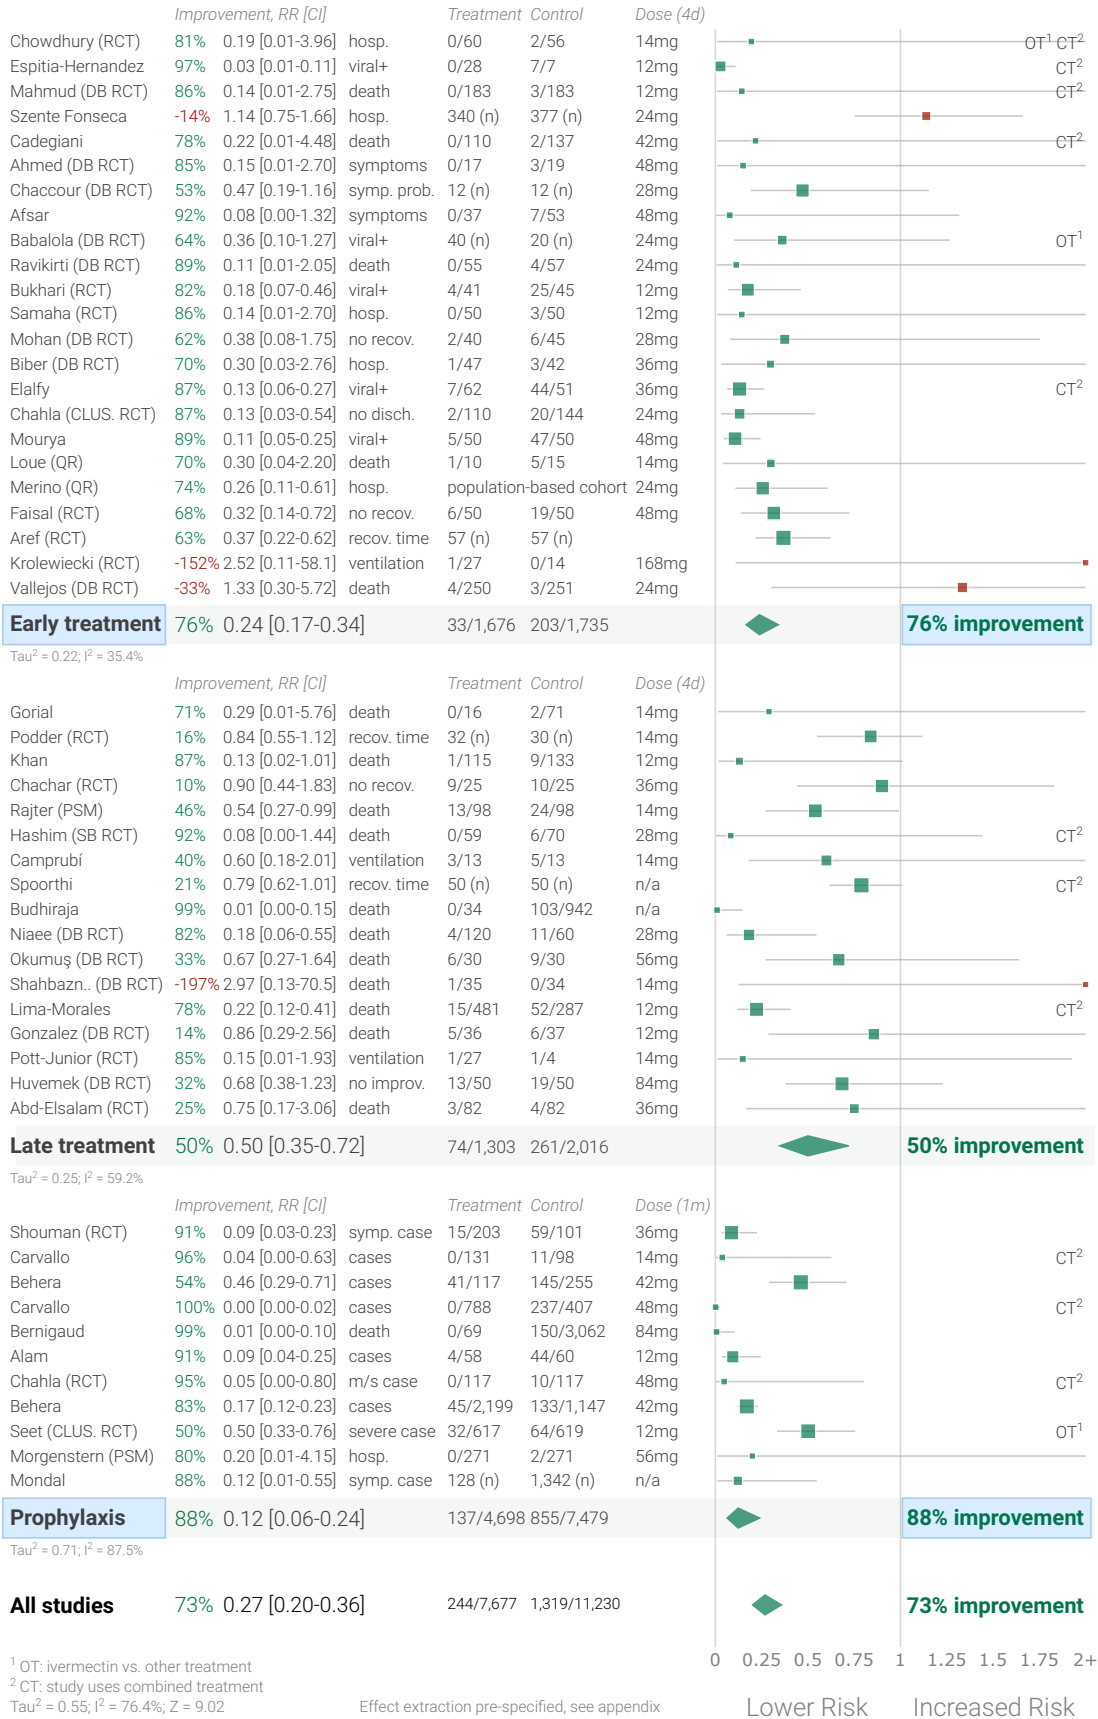 Improvement, RR [CI] Treatment Control Dose (4d)
Chowdhury (RCT) 81% 0.19 [0.01-3.96] hosp. 0/60 2/56 14mg OT¹ CT²
Espitia-Hernandez 97% 0.03 [0.01-0.11] viral+ 0/28 7/7 12mg CT²
Mahmud (DB RCT) 86% 0.14 [0.01-2.75] death 0/183 3/183 12mg CT²
Szente Fonseca -14% 1.14 [0.75-1.66] hosp. 340 (n) 377 (n) 24mg
Cadegiani 78% 0.22 [0.01-4.48] death 0/110 2/137 42mg CT²
Ahmed (DB RCT) 85% 0.15 [0.01-2.70] symptoms 0/17 3/19 48mg
Chaccour (DB RCT) 53% 0.47 [0.19-1.16] symp. prob. 12 (n) 12 (n) 28mg
Afsar 92% 0.08 [0.00-1.32] symptoms 0/37 7/53 48mg
Babalola (DB RCT) 64% 0.36 [0.10-1.27] viral+ 40 (n) 20 (n) 24mg OT¹
Ravikirti (DB RCT) 89% 0.11 [0.01-2.05] death 0/55 4/57 24mg
Bukhari (RCT) 82% 0.18 [0.07-0.46] viral+ 4/41 25/45 12mg
Samaha (RCT) 86% 0.14 [0.01-2.70] hosp. 0/50 3/50 12mg
Mohan (DB RCT) 62% 0.38 [0.08-1.75] no recov. 2/40 6/45 28mg
Biber (DB RCT) 70% 0.30 [0.03-2.76] hosp. 1/47 3/42 36mg
Elalfy 87% 0.13 [0.06-0.27] viral+ 7/62 44/51 36mg CT²
Chahla (CLUS. RCT) 87% 0.13 [0.03-0.54] no disch. 2/110 20/144 24mg
Mourya 89% 0.11 [0.05-0.25] viral+ 5/50 47/50 48mg
Loue (QR) 70% 0.30 [0.04-2.20] death 1/10 5/15 14mg
Merino (QR) 74% 0.26 [0.11-0.61] hosp. population-based cohort 24mg
Faisal (RCT) 68% 0.32 [0.14-0.72] no recov. 6/50 19/50 48mg
Aref (RCT) 63% 0.37 [0.22-0.62] recov. time 57 (n) 57 (n)
Krolewiecki (RCT) -152% 2.52 [0.11-58.1] ventilation 1/27 0/14 168mg
Vallejos (DB RCT) -33% 1.33 [0.30-5.72] death 4/250 3/251 24mg
Early treatment 76% 0.24 [0.17-0.34] 33/1,676 203/1,735 76% improvement
Tau² = 0.22; I² = 35.4%
Improvement, RR [CI] Treatment Control Dose (4d)
Gorial 71% 0.29 [0.01-5.76] death 0/16 2/71 14mg
Podder (RCT) 16% 0.84 [0.55-1.12] recov. time 32 (n) 30 (n) 14mg
Khan 87% 0.13 [0.02-1.01] death 1/115 9/133 12mg
Chachar (RCT) 10% 0.90 [0.44-1.83] no recov. 9/25 10/25 36mg
Rajter (PSM) 46% 0.54 [0.27-0.99] death 13/98 24/98 14mg
Hashim (SB RCT) 92% 0.08 [0.00-1.44] death 0/59 6/70 28mg CT²
Camprubí 40% 0.60 [0.18-2.01] ventilation 3/13 5/13 14mg
Spoorthi 21% 0.79 [0.62-1.01] recov. time 50 (n) 50 (n) n/a CT²
Budhiraja 99% 0.01 [0.00-0.15] death 0/34 103/942 n/a
Niaee (DB RCT) 82% 0.18 [0.06-0.55] death 4/120 11/60 28mg
Okumuş (DB RCT) 33% 0.67 [0.27-1.64] death 6/30 9/30 56mg
Shahbazn.. (DB RCT) -197% 2.97 [0.13-70.5] death 1/35 0/34 14mg
Lima-Morales 78% 0.22 [0.12-0.41] death 15/481 52/287 12mg CT²
Gonzalez (DB RCT) 14% 0.86 [0.29-2.56] death 5/36 6/37 12mg
Pott-Junior (RCT) 85% 0.15 [0.01-1.93] ventilation 1/27 1/4 14mg
Huvemek (DB RCT) 32% 0.68 [0.38-1.23] no improv. 13/50 19/50 84mg
Abd-Elsalam (RCT) 25% 0.75 [0.17-3.06] death 3/82 4/82 36mg
Late treatment 50% 0.50 [0.35-0.72] 74/1,303 261/2,016 50% improvement
Tau² = 0.25; I² = 59.2%
Improvement, RR [CI] Treatment Control Dose (1m)
Shouman (RCT) 91% 0.09 [0.03-0.23] symp. case 15/203 59/101 36mg
Carvallo 96% 0.04 [0.00-0.63] cases 0/131 11/98 14mg CT²
Behera 54% 0.46 [0.29-0.71] cases 41/117 145/255 42mg
Carvallo 100% 0.00 [0.00-0.02] cases 0/788 237/407 48mg CT²
Bernigaud 99% 0.01 [0.00-0.10] death 0/69 150/3,062 84mg
Alam 91% 0.09 [0.04-0.25] cases 4/58 44/60 12mg
Chahla (RCT) 95% 0.05 [0.00-0.80] m/s case 0/117 10/117 48mg CT²
Behera 83% 0.17 [0.12-0.23] cases 45/2,199 133/1,147 42mg
Seet (CLUS. RCT) 50% 0.50 [0.33-0.76] severe case 32/617 64/619 12mg OT¹
Morgenstern (PSM) 80% 0.20 [0.01-4.15] hosp. 0/271 2/271 56mg
Mondal 88% 0.12 [0.01-0.55] symp. case 128 (n) 1,342 (n) n/a
Prophylaxis 88% 0.12 [0.06-0.24] 137/4,698 855/7,479 88% improvement
Tau² = 0.71; I² = 87.5%
All studies 73% 0.27 [0.20-0.36] 244/7,677 1,319/11,230 73% improvement
0 0.25 0.5 0.75 1 1.25 1.5 1.75 2+
¹ OT: ivermectin vs. other treatment
² CT: study uses combined treatment
Tau² = 0.55; I² = 76.4%; Z = 9.02 Effect extraction pre-specified, see appendix Lower Risk Increased Risk